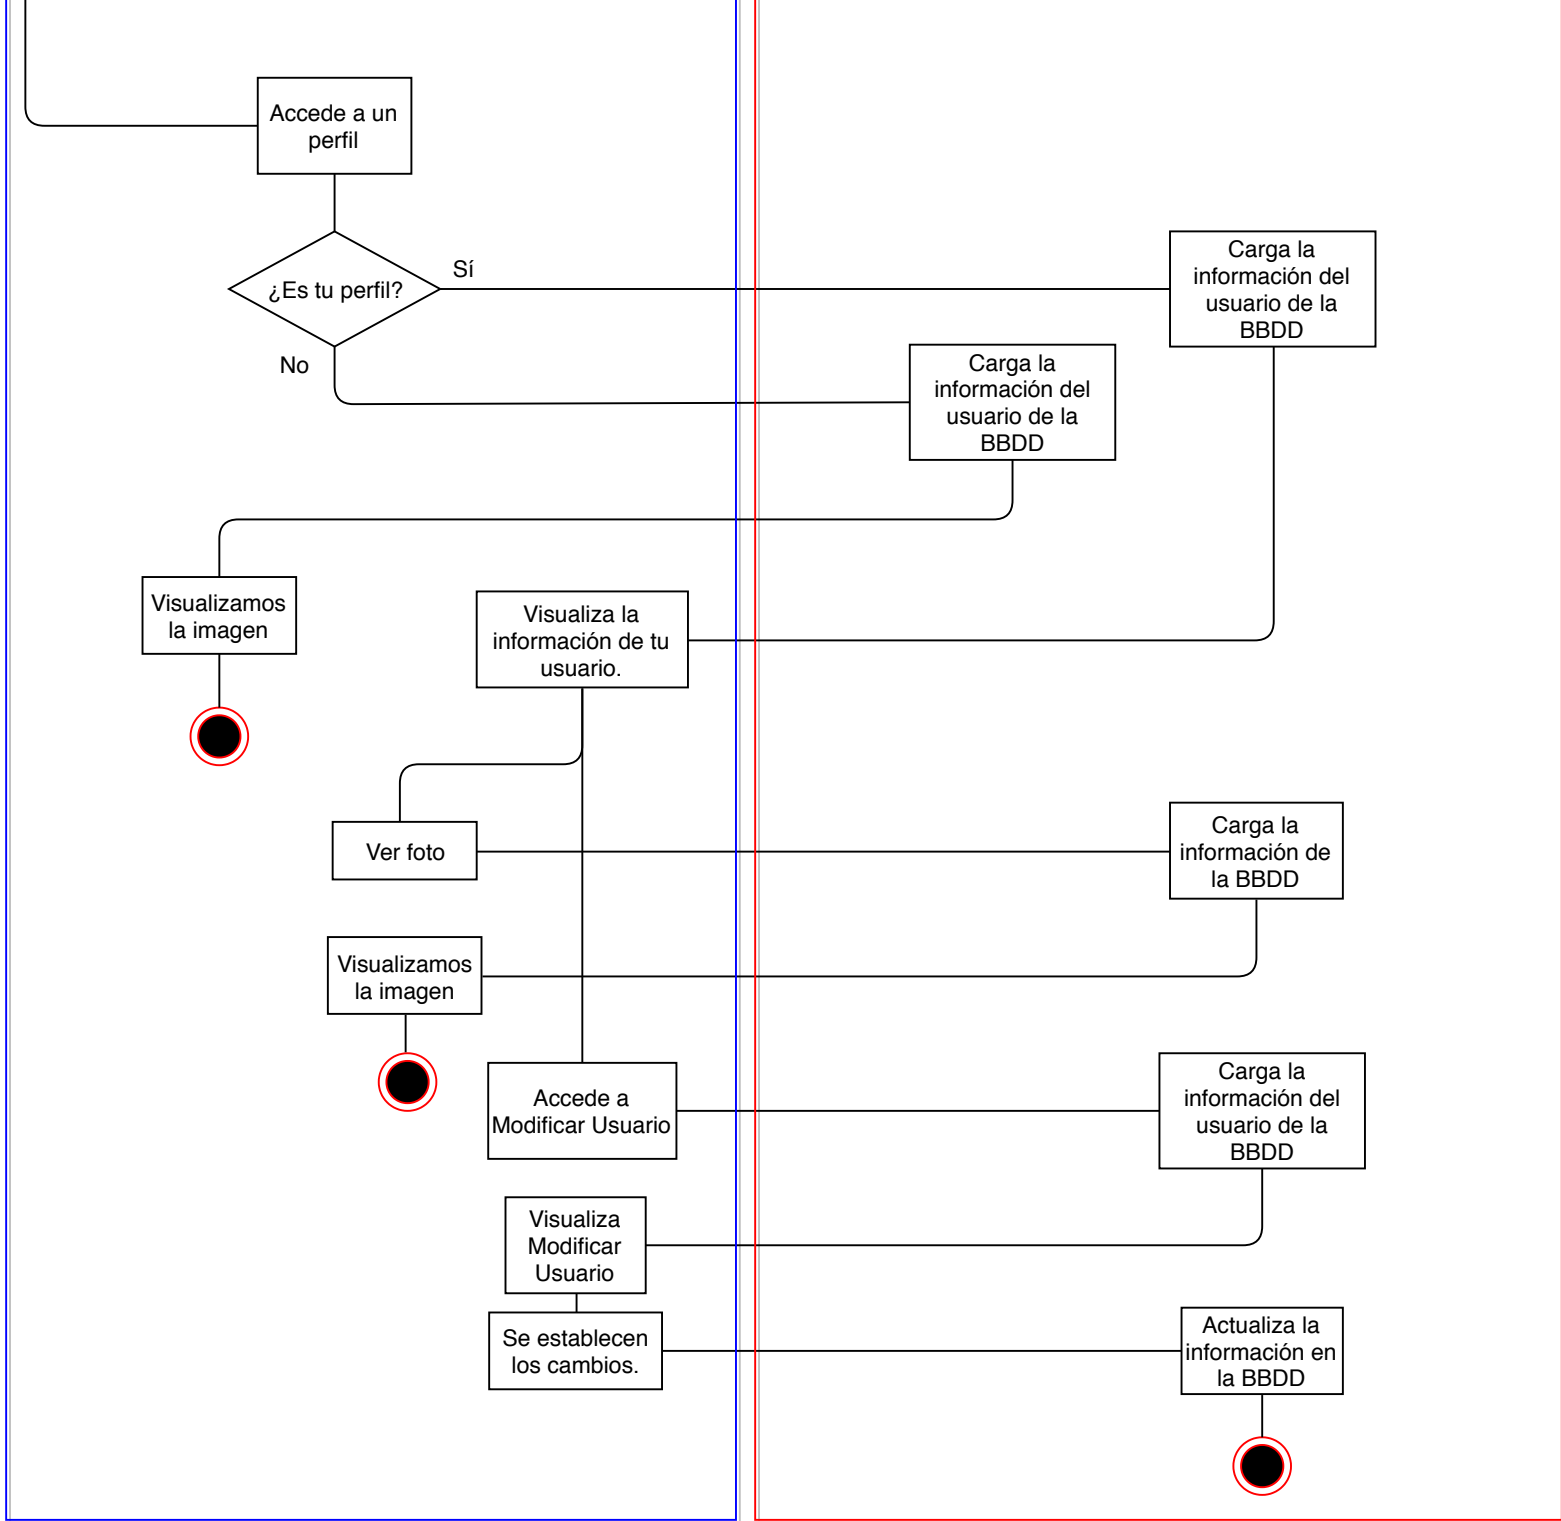 Accede a un
perfil
¿Es tu perfil?
Sí
No
Carga la
información del
usuario de la
BBDD
Carga la
información del
usuario de la
BBDD
Visualizamos
la imagen
Visualiza la
información de tu
usuario.
Ver foto
Carga la
información de
la BBDD
Visualizamos
la imagen
Accede a
Modificar Usuario
Carga la
información del
usuario de la
BBDD
Visualiza
Modificar
Usuario
Se establecen
los cambios.
Actualiza la
información en
la BBDD